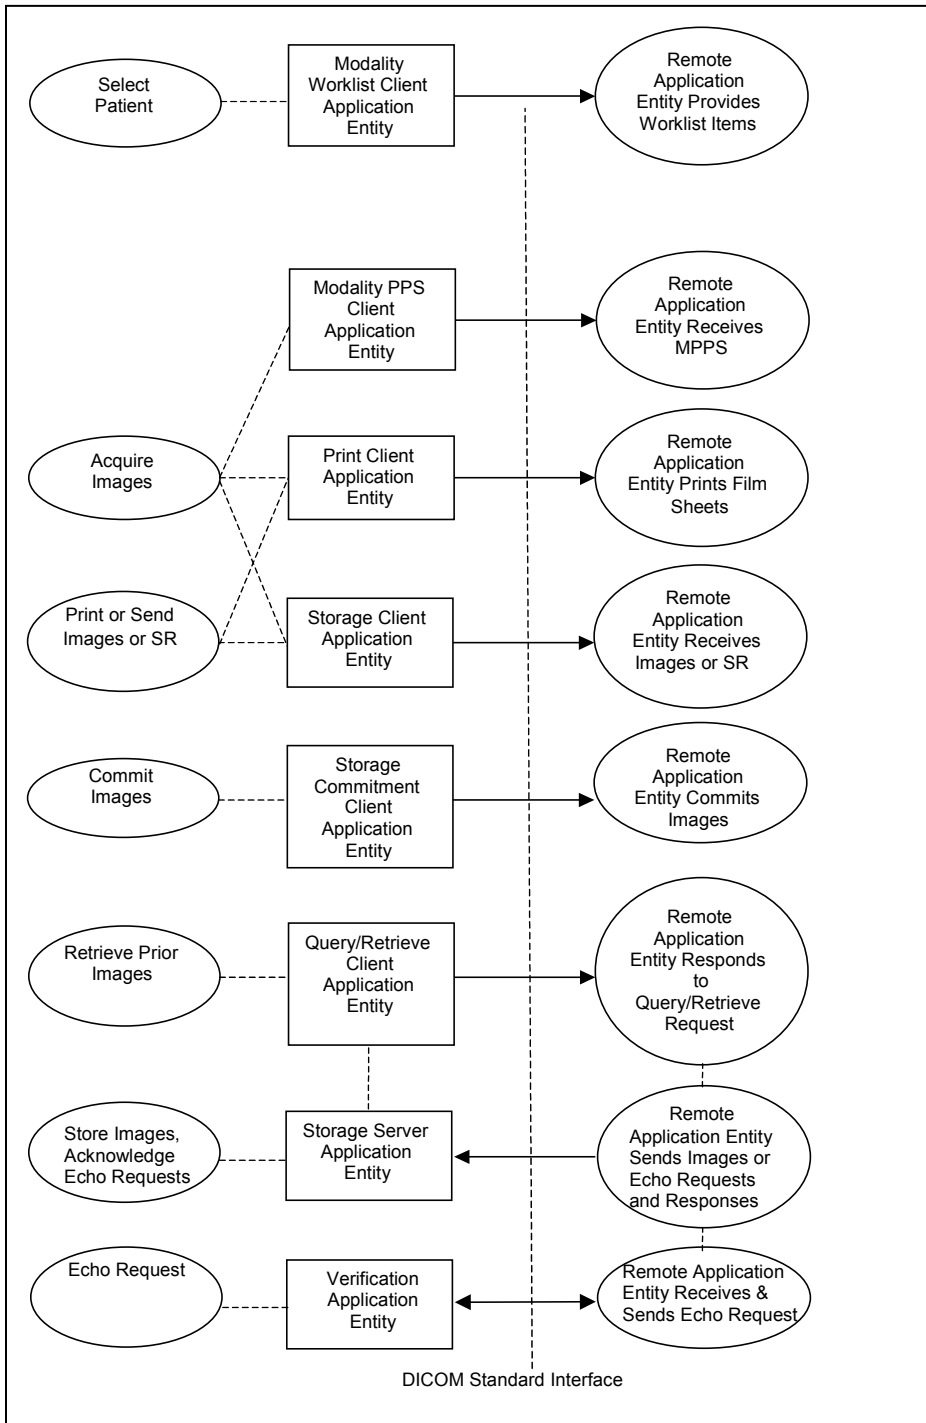 Select
Patient
Modality
Worklist Client
Application
Entity
Remote
Application
Entity Provides
Worklist Items
Modality PPS
Client
Application
Entity
Remote
Application
Entity Receives
MPPS
Acquire
Images
Print Client
Application
Entity
Remote
Application
Entity Prints Film
Sheets
Print or Send
Images or SR
Storage Client
Application
Entity
Remote
Application
Entity Receives
Images or SR
Commit
Images
Storage
Commitment
Client
Application
Entity
Remote
Application
Entity Commits
Images
Retrieve Prior
Images
Query/Retrieve
Client
Application
Entity
Remote
Application
Entity Responds
to
Query/Retrieve
Request
Store Images,
Acknowledge
Echo Requests
Storage Server
Application
Entity
Remote
Application Entity
Sends Images or
Echo Requests
and Responses
Echo Request
Verification
Application
Entity
Remote Application
Entity Receives &
Sends Echo Request
DICOM Standard Interface